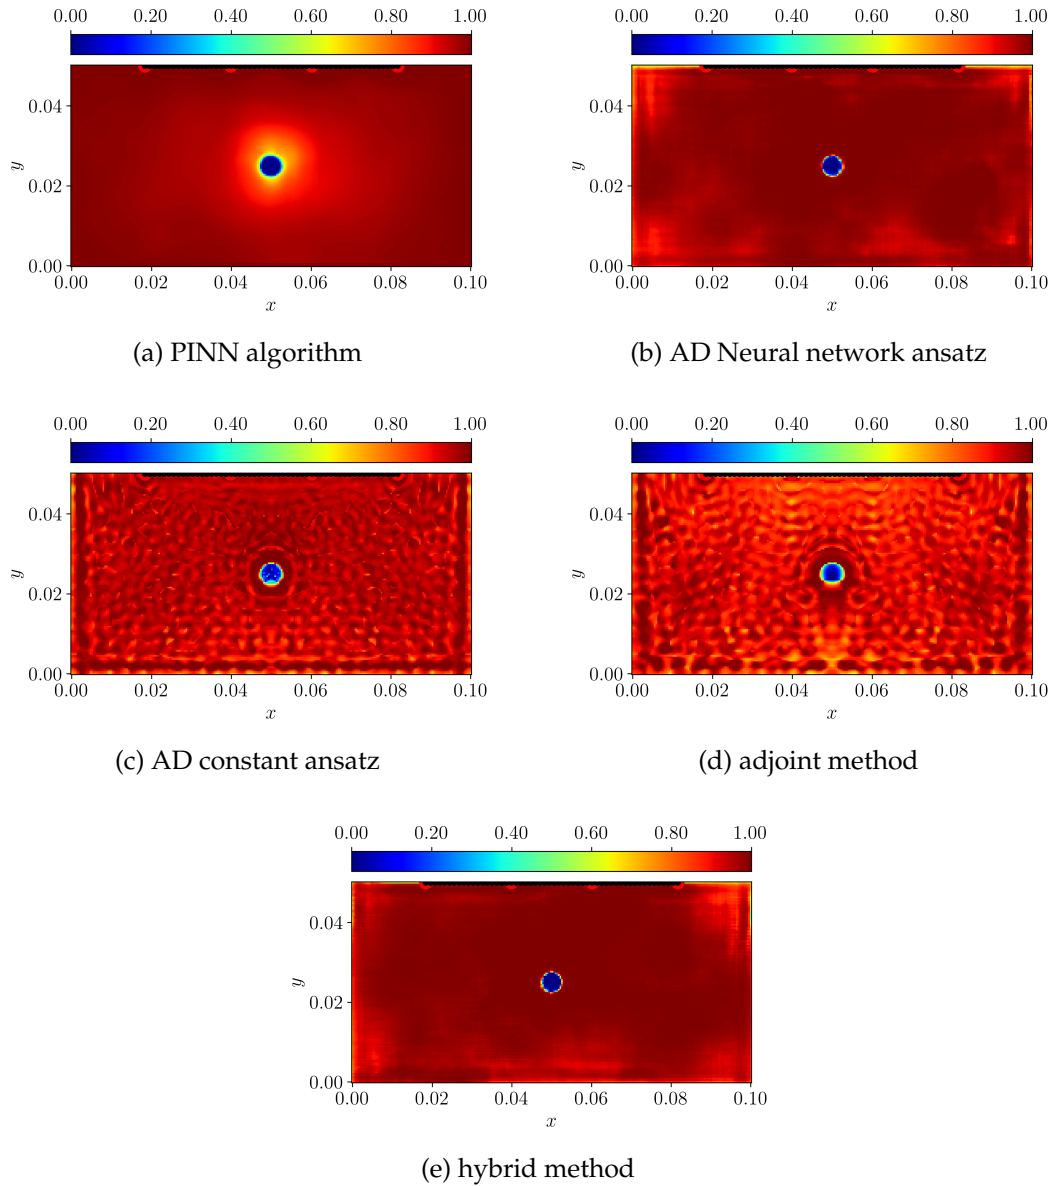 0.00 0.20 0.40 0.60 0.80 1.00
0.04
0.02
0.00
y
0.00 0.02 0.04 0.06 0.08 0.10
x
(a) PINN algorithm
0.00 0.20 0.40 0.60 0.80 1.00
0.04
0.02
0.00
y
0.00 0.02 0.04 0.06 0.08 0.10
x
(b) AD Neural network ansatz
0.00 0.20 0.40 0.60 0.80 1.00
0.04
0.02
0.00
y
0.00 0.02 0.04 0.06 0.08 0.10
x
(c) AD constant ansatz
0.00 0.20 0.40 0.60 0.80 1.00
0.04
0.02
0.00
y
0.00 0.02 0.04 0.06 0.08 0.10
x
(d) adjoint method
0.00 0.20 0.40 0.60 0.80 1.00
0.04
0.02
0.00
y
0.00 0.02 0.04 0.06 0.08 0.10
x
(e) hybrid method